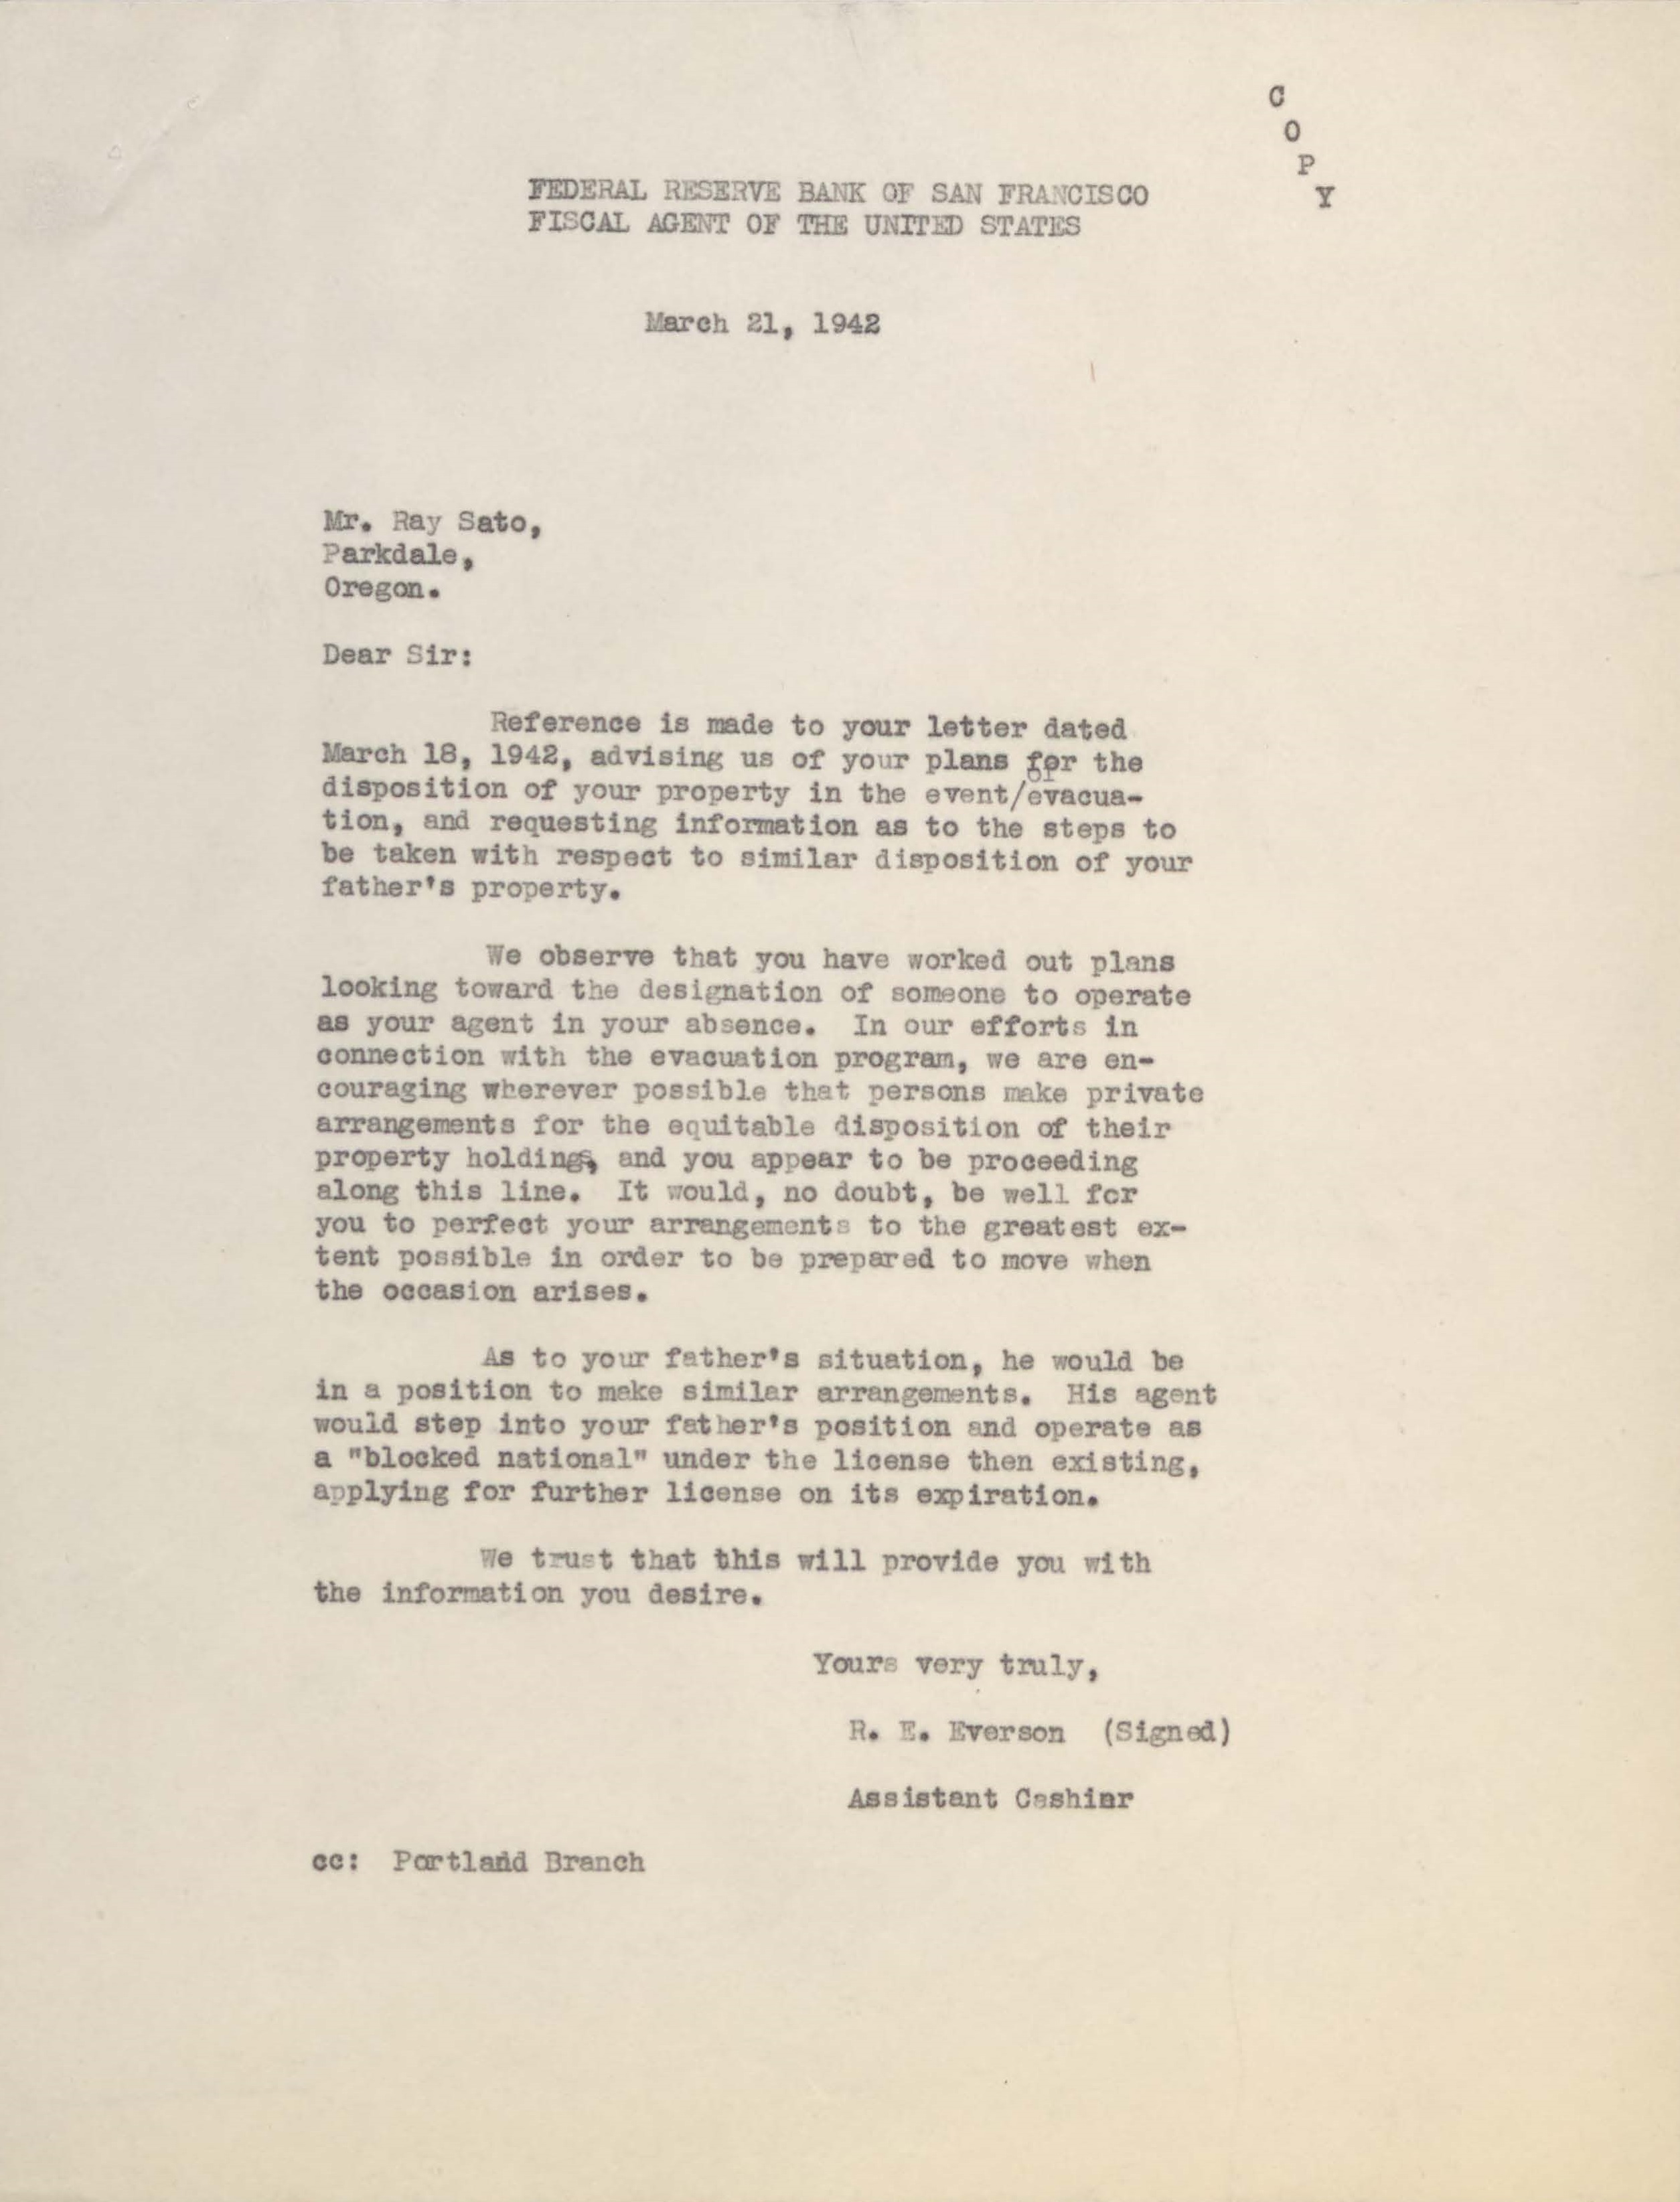 C
O
P
Y
FEDERAL RESERVE BANK OF SAN FRANCISCO
FISCAL AGENT OF THE UNITED STATES
March 21, 1942
Mr. Ray Sato,
Parkdale,
Oregon.
Dear Sir:
Reference is made to your letter dated
March 18, 1942, advising us of your plans for the
disposition of your property in the event/of evacua-
tion, and requesting information as to the steps to
be taken with respect to similar disposition of your
father's property.
We observe that you have worked out plans
looking toward the designation of someone to operate
as your agent in your absence. In our efforts in
connection with the evacuation program, we are en-
couraging wherever possible that persons make private
arrangements for the equitable disposition of their
property holdings, and you appear to be proceeding
along this line. It would, no doubt, be well for
you to perfect your arrangements to the greatest ex-
tent possible in order to be prepared to move when
the occasion arises.
As to your father's situation, he would be
in a position to make similar arrangements. His agent
would step into your father's position and operate as
a "blocked national" under the license then existing,
applying for further license on its expiration.
We trust that this will provide you with
the information you desire.
Yours very truly,
R. E. Everson (Signed)
Assistant Cashier
cc: Portland Branch